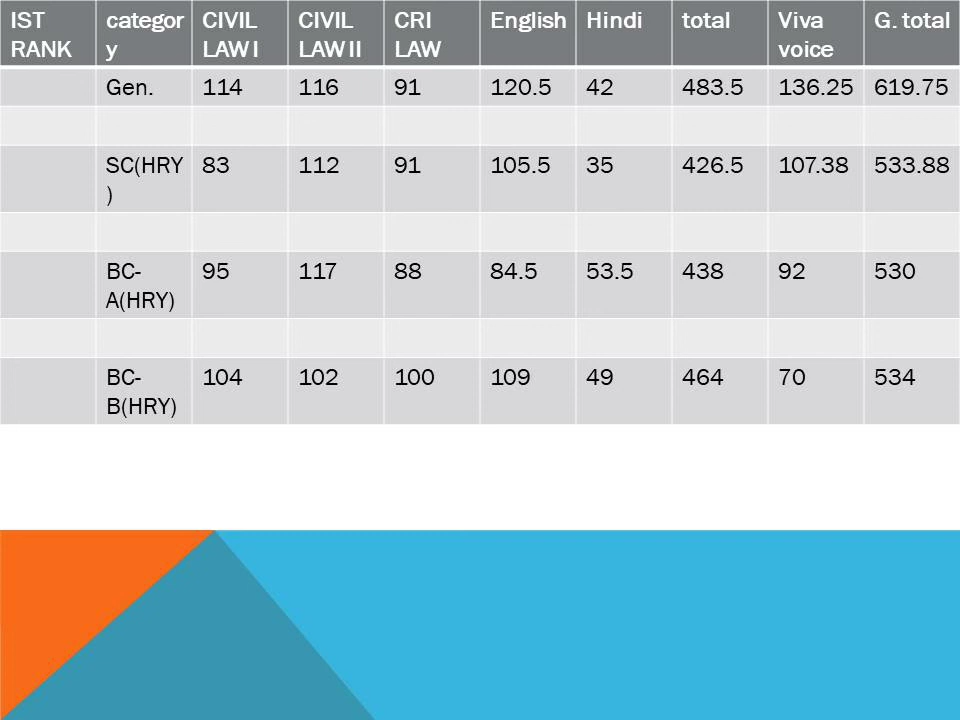 IST RANK categor y CIVIL LAW I CIVIL LAW II CRI LAW English Hindi total Viva voice G. total
Gen. 114 116 91 120.5 42 483.5 136.25 619.75
SC(HRY ) 83 112 91 105.5 35 426.5 107.38 533.88
BC- A(HRY) 95 117 88 84.5 53.5 438 92 530
BC- B(HRY) 104 102 100 109 49 464 70 534